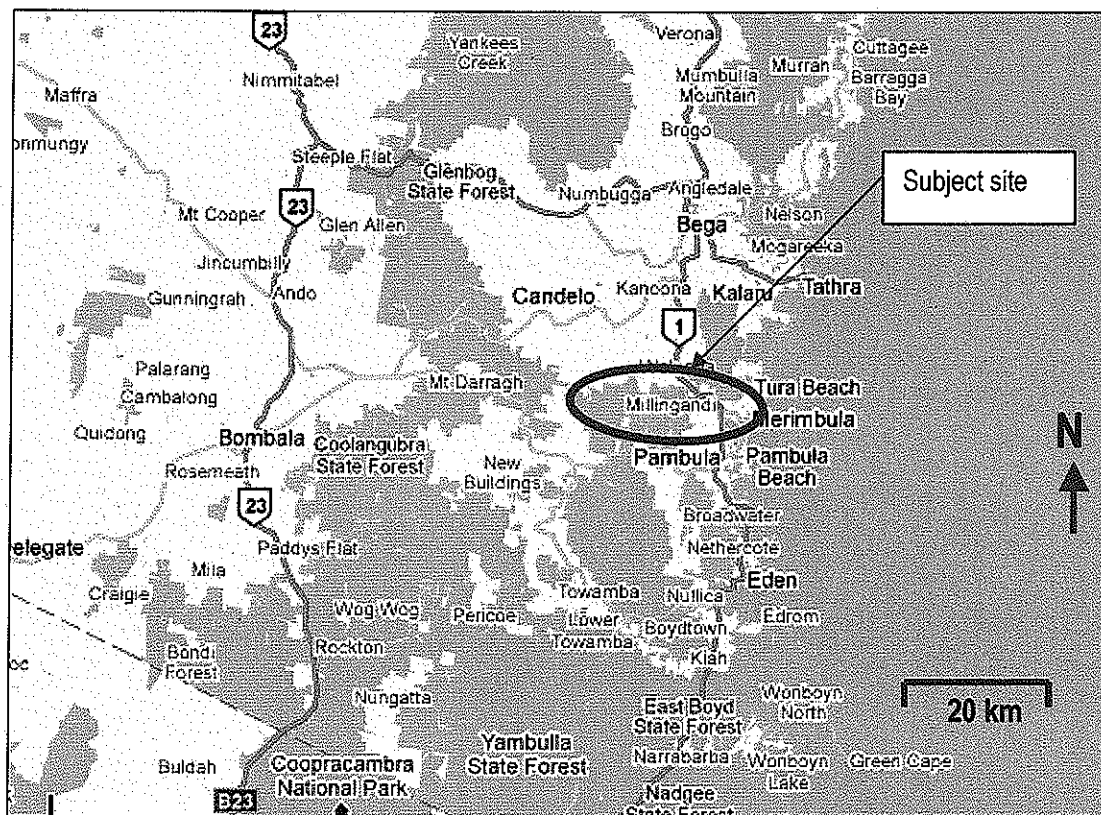 23
Yankees
Creek
Verona
Cuttagee
Murran
Barragga
Bay
Nimmitabel
Mumbulla
Mountain
Maffra
Brogo
Steeple Flat
Glenbog
State Forest
Numbugga
Angledale
Subject site
23
Mt Cooper
Glen Allen
Bega
Nelson
Mogareeka
Jincumbilly
Gunningrah
Ando
Candelo
Kanoona
Kalaru
Tathra
1
Palarang
Cambalong
Mt Darragh
Millingandi
Tura Beach
Merimbula
N
Quidong
Bombala
Coolangubra
State Forest
Pambula
Pambula
Beach
Rosemeath
New
Buildings
23
Broadwater
elegate
Paddys Flat
Nethercote
Mila
Eden
Craigie
Towamba
Nullica
Wog Wog
Pericoe
Lower
Towamba
Edrom
Boydtown
Bondi
Forest
Rockton
Kiah
Nungatta
Wonboyn
North
20 km
East Boyd
State Forest
Yambulla
State Forest
Narrabarba
Wonboyn
Lake
Green Cape
Buldah
Coopracambra
National Park
B23
Nadgee
State Forest